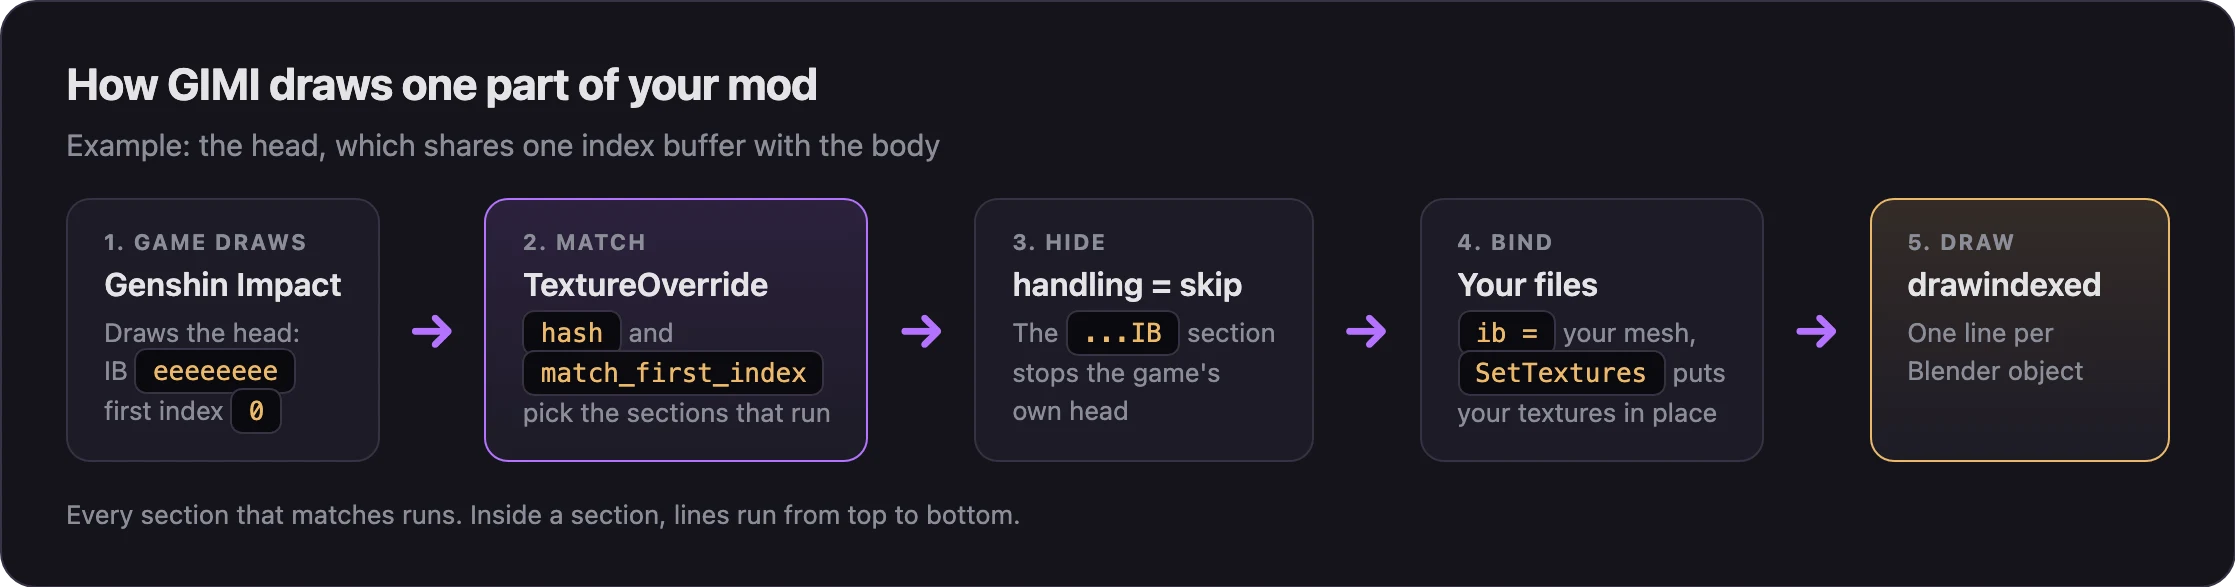 How GIMI draws one part of your mod
Example: the head, which shares one index buffer with the body
1. GAME DRAWS
Genshin Impact
Draws the head:
IB eeeeeeee
first index 0
2. MATCH
TextureOverride
hash and
match_first_index
pick the sections that run
3. HIDE
handling = skip
The ...IB section
stops the game's
own head
4. BIND
Your files
ib = your mesh,
SetTextures puts
your textures in place
5. DRAW
drawindexed
One line per
Blender object
Every section that matches runs. Inside a section, lines run from top to bottom.